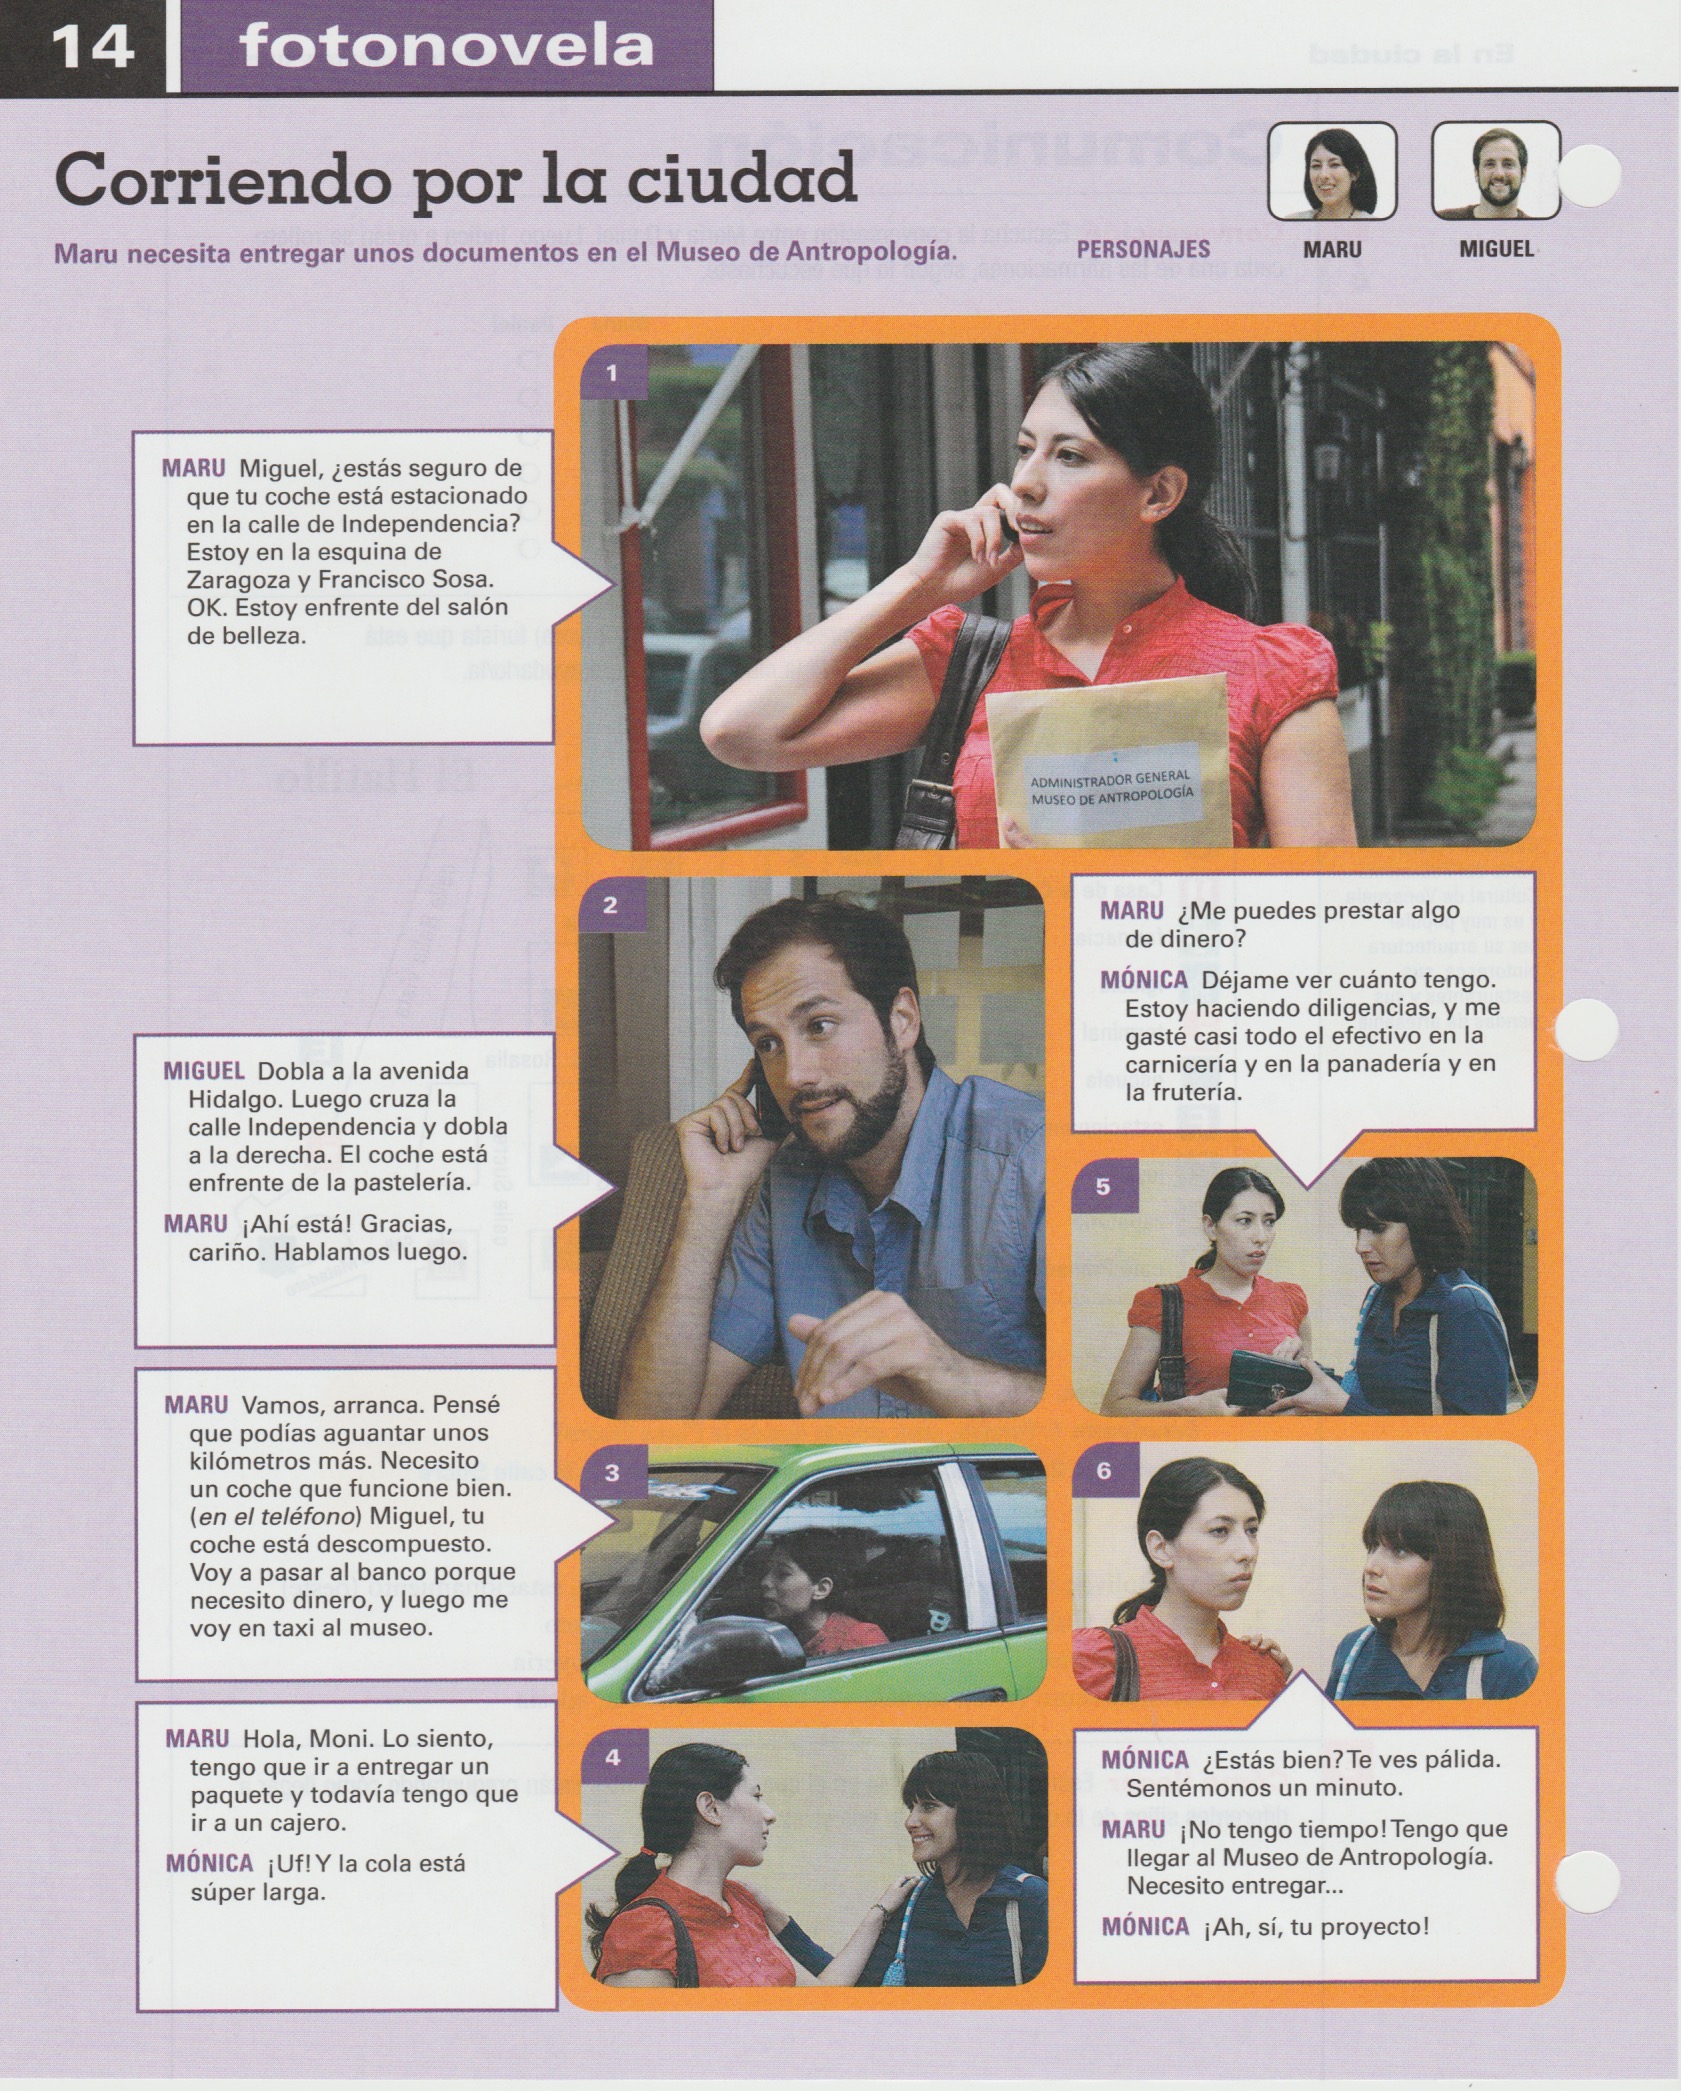 14 fotonovela
Corriendo por la ciudad
Maru necesita entregar unos documentos en el Museo de Antropología.
PERSONAJES
MARU
MIGUEL
1
MARU Miguel, ¿estás seguro de
que tu coche está estacionado
en la calle de Independencia?
Estoy en la esquina de
Zaragoza y Francisco Sosa.
OK. Estoy enfrente del salón
de belleza.
ADMINISTRADOR GENERAL
MUSEO DE ANTROPOLOGÍA
2
MIGUEL Dobla a la avenida
Hidalgo. Luego cruza la
calle Independencia y dobla
a la derecha. El coche está
enfrente de la pastelería.
MARU ¡Ahí está! Gracias,
cariño. Hablamos luego.
3
MARU Vamos, arranca. Pensé
que podías aguantar unos
kilómetros más. Necesito
un coche que funcione bien.
(en el teléfono) Miguel, tu
coche está descompuesto.
Voy a pasar al banco porque
necesito dinero, y luego me
voy en taxi al museo.
4
MARU Hola, Moni. Lo siento,
tengo que ir a entregar un
paquete y todavía tengo que
ir a un cajero.
MÓNICA ¡Uf! Y la cola está
súper larga.
MARU ¿Me puedes prestar algo
de dinero?
MÓNICA Déjame ver cuánto tengo.
Estoy haciendo diligencias, y me
gasté casi todo el efectivo en la
carnicería y en la panadería y en
la frutería.
5
6
MÓNICA ¿Estás bien? Te ves pálida.
Sentémonos un minuto.
MARU ¡No tengo tiempo! Tengo que
llegar al Museo de Antropología.
Necesito entregar...
MÓNICA ¡Ah, sí, tu proyecto!